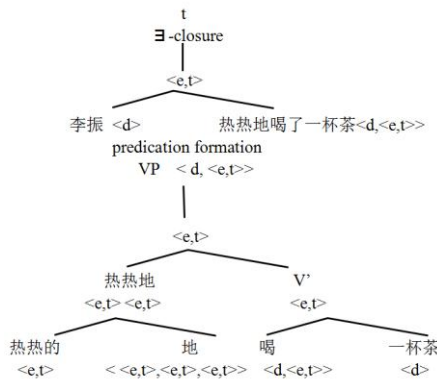 t
∃-closure
<e,t>
李振 <d> 热热地喝了一杯茶<d,<e,t>>
predication formation
VP < d, <e,t>>
<e,t>
热热地 V’
<e,t> <e,t> <e,t>
热热的 地 喝 一杯茶
<e,t> < <e,t>,<e,t>,<e,t>> <d,<e,t>> <d>